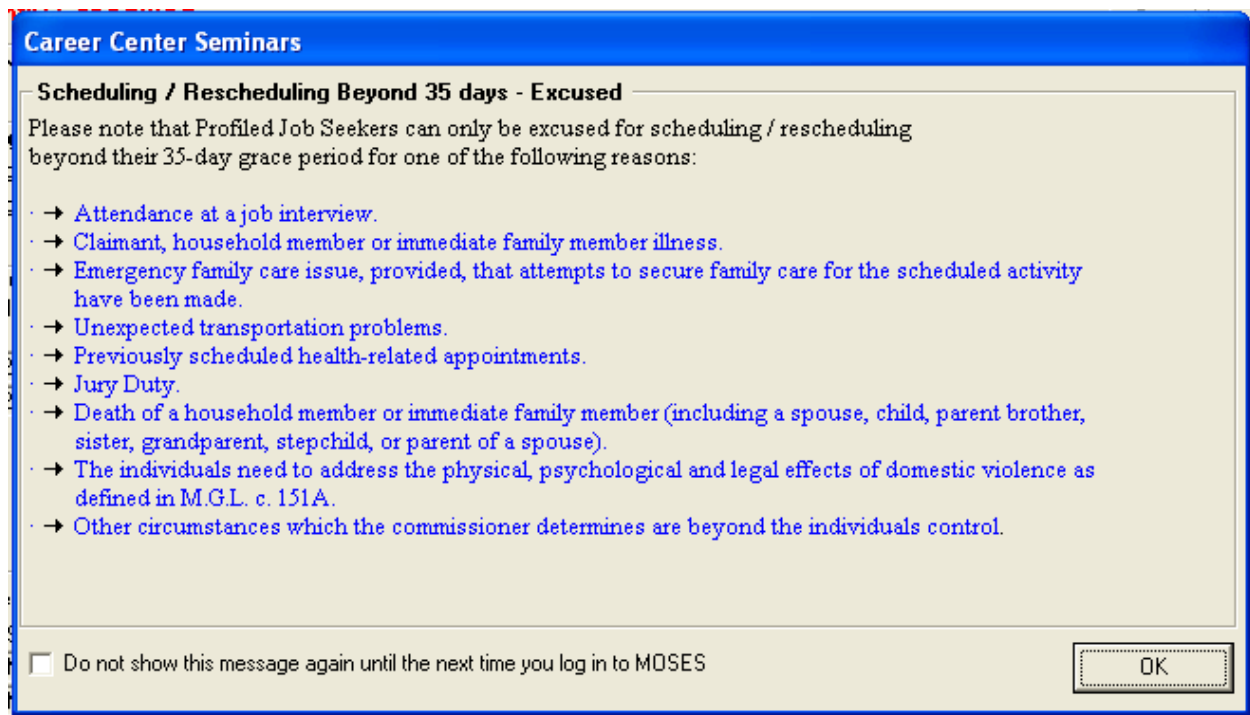 Career Center Seminars
Scheduling / Rescheduling Beyond 35 days - Excused
Please note that Profiled Job Seekers can only be excused for scheduling / rescheduling
beyond their 35-day grace period for one of the following reasons:
· → Attendance at a job interview.
· → Claimant, household member or immediate family member illness.
· → Emergency family care issue, provided, that attempts to secure family care for the scheduled activity
have been made.
· → Unexpected transportation problems.
· → Previously scheduled health-related appointments.
· → Jury Duty.
· → Death of a household member or immediate family member (including a spouse, child, parent brother,
sister, grandparent, stepchild, or parent of a spouse).
· → The individuals need to address the physical, psychological and legal effects of domestic violence as
defined in M.G.L. c. 151A.
· → Other circumstances which the commissioner determines are beyond the individuals control.
Do not show this message again until the next time you log in to MOSES
OK